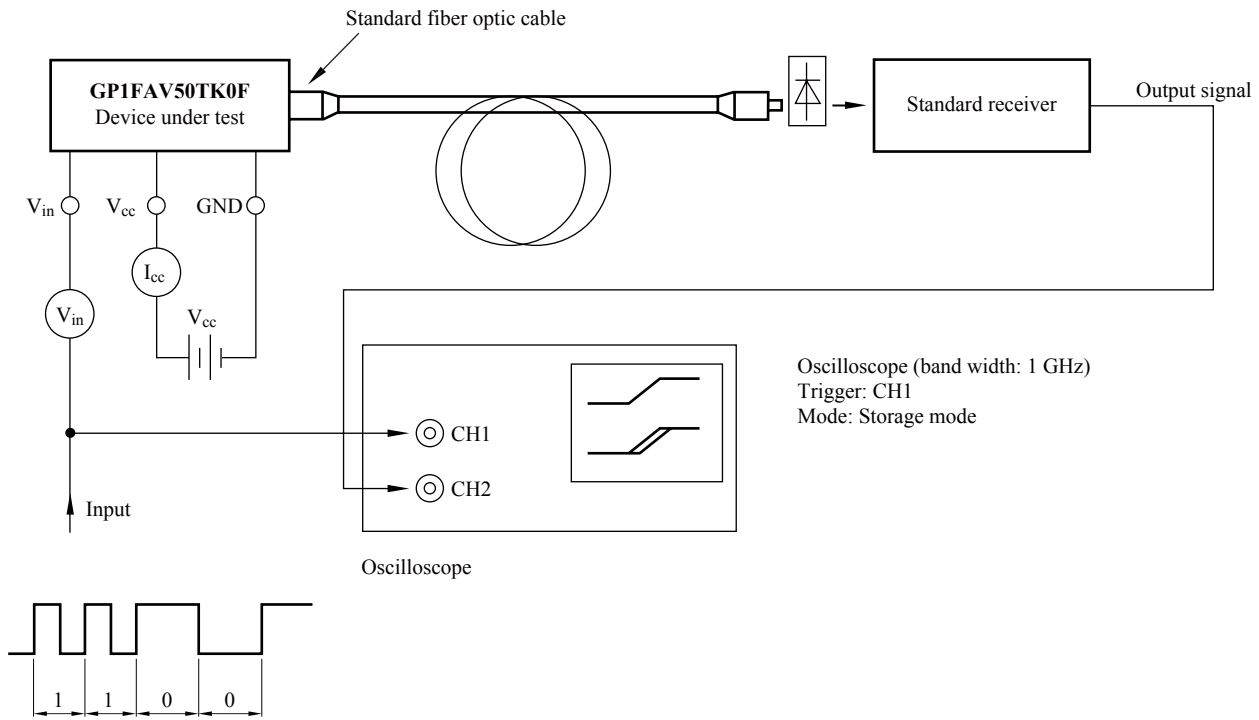 Standard fiber optic cable
GP1FAV50TK0F
Device under test
Standard receiver
Output signal
Vin
Vcc
GND
Icc
Vin
Vcc
Oscilloscope (band width: 1 GHz)
Trigger: CH1
Mode: Storage mode
CH1
CH2
Input
Oscilloscope
1 1 0 0